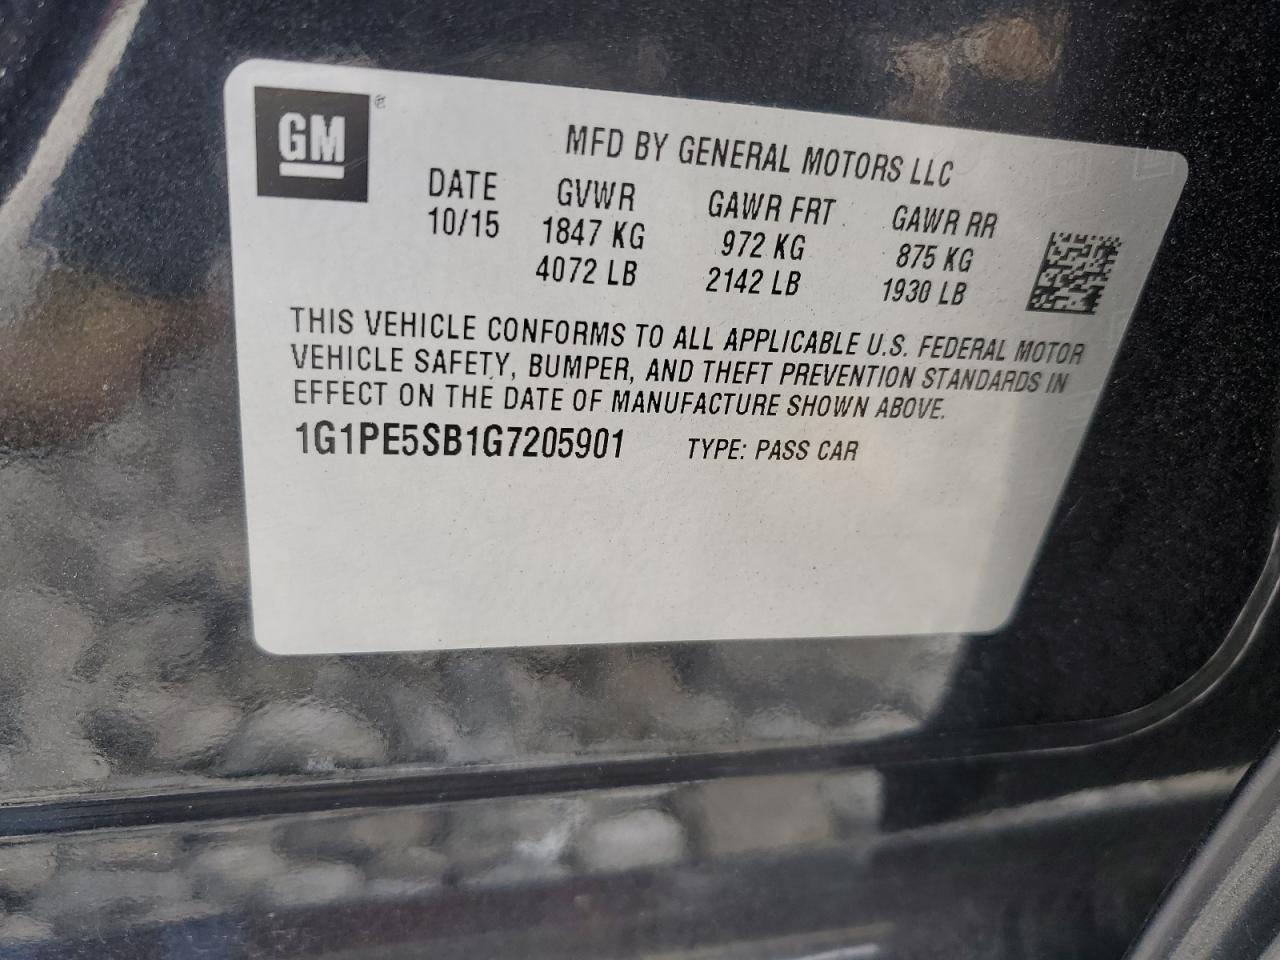 GM ®
MFD BY GENERAL MOTORS LLC
DATE GVWR GAWR FRT GAWR RR
10/15 1847 KG 972 KG 875 KG
4072 LB 2142 LB 1930 LB
THIS VEHICLE CONFORMS TO ALL APPLICABLE U.S. FEDERAL MOTOR
VEHICLE SAFETY, BUMPER, AND THEFT PREVENTION STANDARDS IN
EFFECT ON THE DATE OF MANUFACTURE SHOWN ABOVE.
1G1PE5SB1G7205901 TYPE: PASS CAR